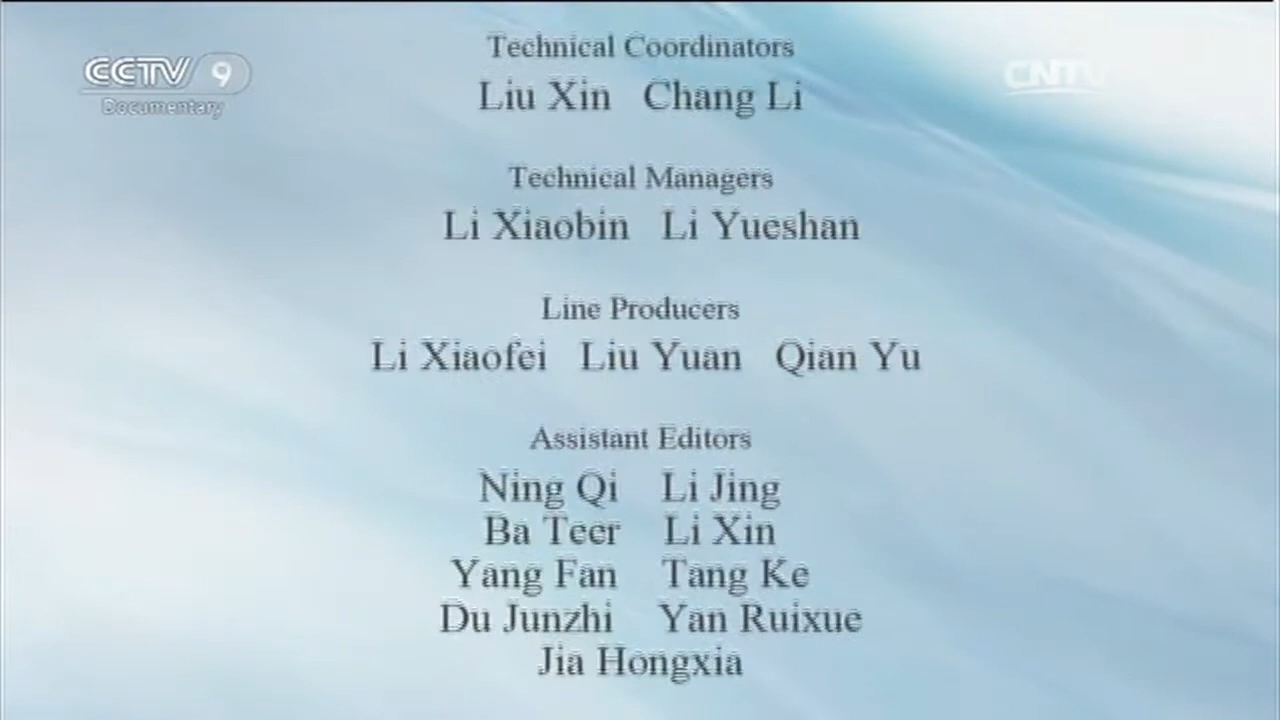 Technical Coordinators
CCTV 9
Documentary
CNTV
Liu Xin Chang Li
Technical Managers
Li Xiaobin Li Yueshan
Line Producers
Li Xiaofei Liu Yuan Qian Yu
Assistant Editors
Ning Qi Li Jing
Ba Teer Li Xin
Yang Fan Tang Ke
Du Junzhi Yan Ruixue
Jia Hongxia